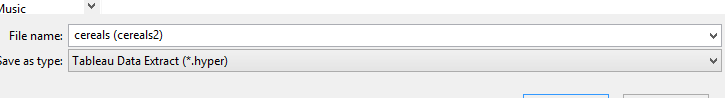 Music
File name: cereals (cereals2)
Save as type: Tableau Data Extract (*.hyper)